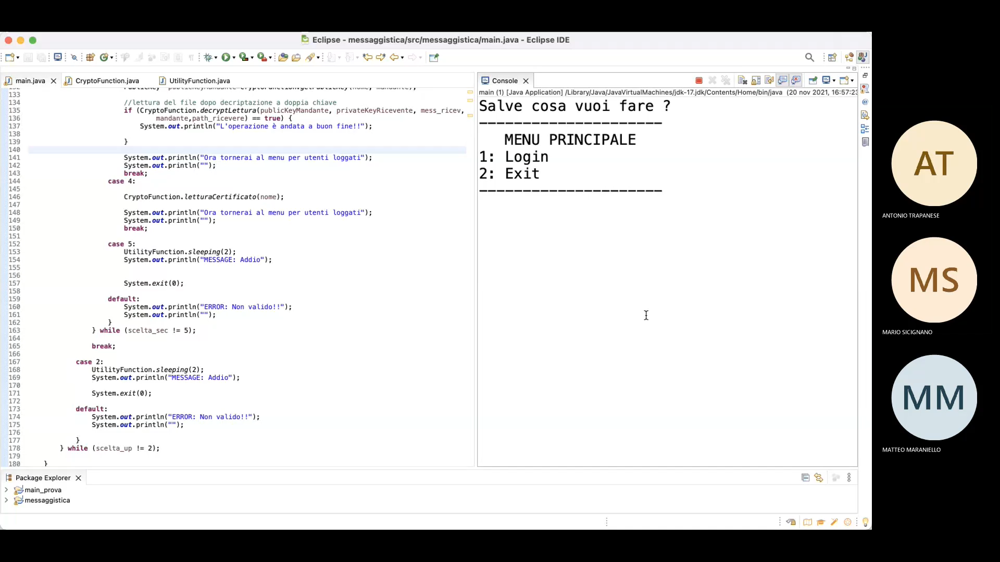 Eclipse - messaggistica/src/messaggistica/main.java - Eclipse IDE
main.java
CryptoFunction.java
UtilityFunction.java
133
134 //lettura del file dopo decriptazione a doppia chiave
135 if (CryptoFunction.decryptLettura(publicKeyMandante, privateKeyRicevente, mess_ricev,
136 mandante,path_ricevere) == true) {
137 System.out.println("L'operazione è andata a buon fine!!");
138
139 }
140
141 System.out.println("Ora tornerai al menu per utenti loggati");
142 System.out.println("");
143 break;
144 case 4:
145
146 CryptoFunction.letturaCertificato(nome);
147
148 System.out.println("Ora tornerai al menu per utenti loggati");
149 System.out.println("");
150 break;
151
152 case 5:
153 UtilityFunction.sleeping(2);
154 System.out.println("MESSAGE: Addio");
155
156
157 System.exit(0);
158
159 default:
160 System.out.println("ERROR: Non valido!!");
161 System.out.println("");
162 }
163 } while (scelta_sec != 5);
164
165 break;
166
167 case 2:
168 UtilityFunction.sleeping(2);
169 System.out.println("MESSAGE: Addio");
170
171 System.exit(0);
172
173 default:
174 System.out.println("ERROR: Non valido!!");
175 System.out.println("");
176
177 }
178 } while (scelta_up != 2);
179
180 }
Console
main (1) [Java Application] /Library/Java/JavaVirtualMachines/jdk-17.jdk/Contents/Home/bin/java (20 nov 2021, 16:57:23
Salve cosa vuoi fare ?
---------------------
MENU PRINCIPALE
1: Login
2: Exit
---------------------
Package Explorer
main_prova
messaggistica
AT
ANTONIO TRAPANESE
MS
MARIO SICIGNANO
MM
MATTEO MARANIELLO